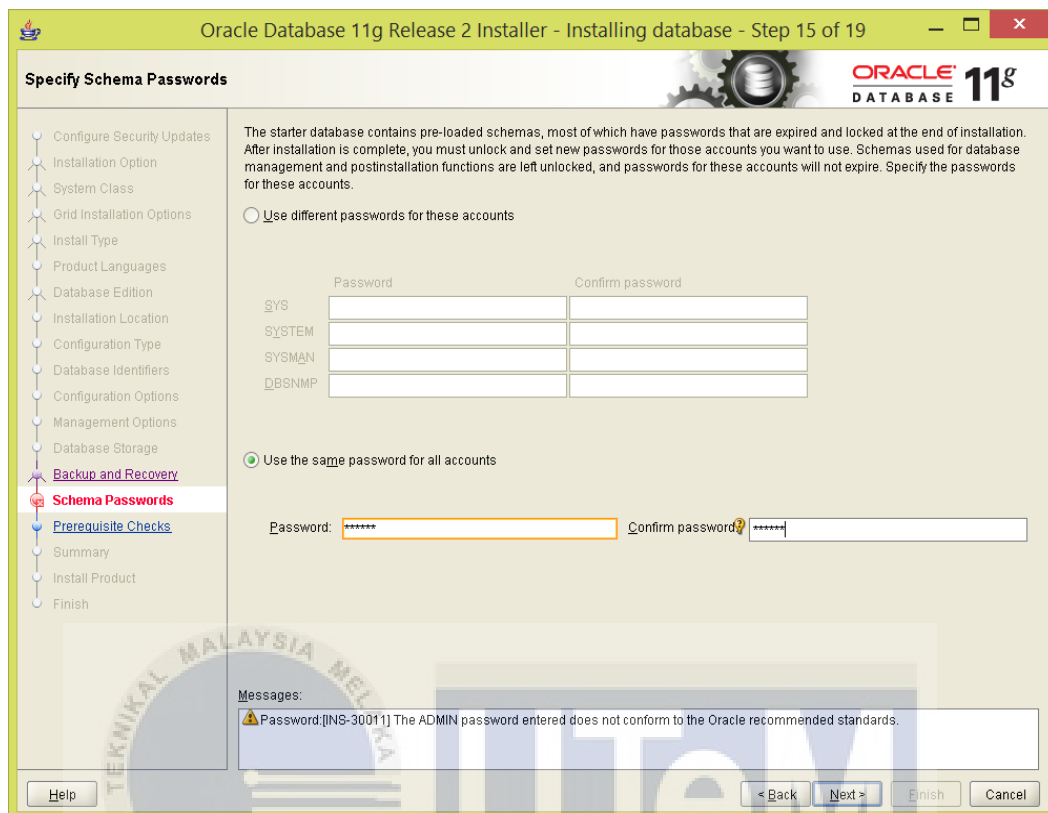 Oracle Database 11g Release 2 Installer - Installing database - Step 15 of 19
Specify Schema Passwords
ORACLE
DATABASE 11g
Configure Security Updates
Installation Option
System Class
Grid Installation Options
Install Type
Product Languages
Database Edition
Installation Location
Configuration Type
Database Identifiers
Configuration Options
Management Options
Database Storage
Backup and Recovery
Schema Passwords
Prerequisite Checks
Summary
Install Product
Finish
The starter database contains pre-loaded schemas, most of which have passwords that are expired and locked at the end of installation.
After installation is complete, you must unlock and set new passwords for those accounts you want to use. Schemas used for database
management and postinstallation functions are left unlocked, and passwords for these accounts will not expire. Specify the passwords
for these accounts.
Use different passwords for these accounts
Password Confirm password
SYS
SYSTEM
SYSMAN
DBSNMP
Use the same password for all accounts
Password: ****** Confirm password ******
Messages:
Password:[INS-30011] The ADMIN password entered does not conform to the Oracle recommended standards.
Help < Back Next > Finish Cancel
TEKNIKAL MALAYSIA MELAKA
UTeM